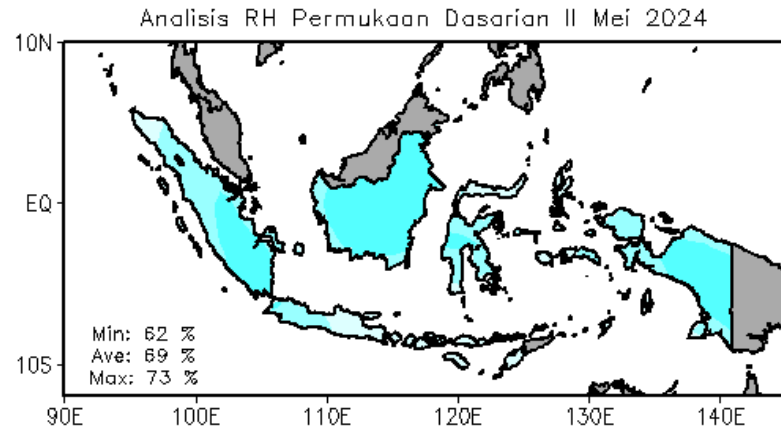 Analisis RH Permukaan Dasarian II Mei 2024
10N
EQ
10S
Min: 62 %
Ave: 69 %
Max: 73 %
90E 100E 110E 120E 130E 140E